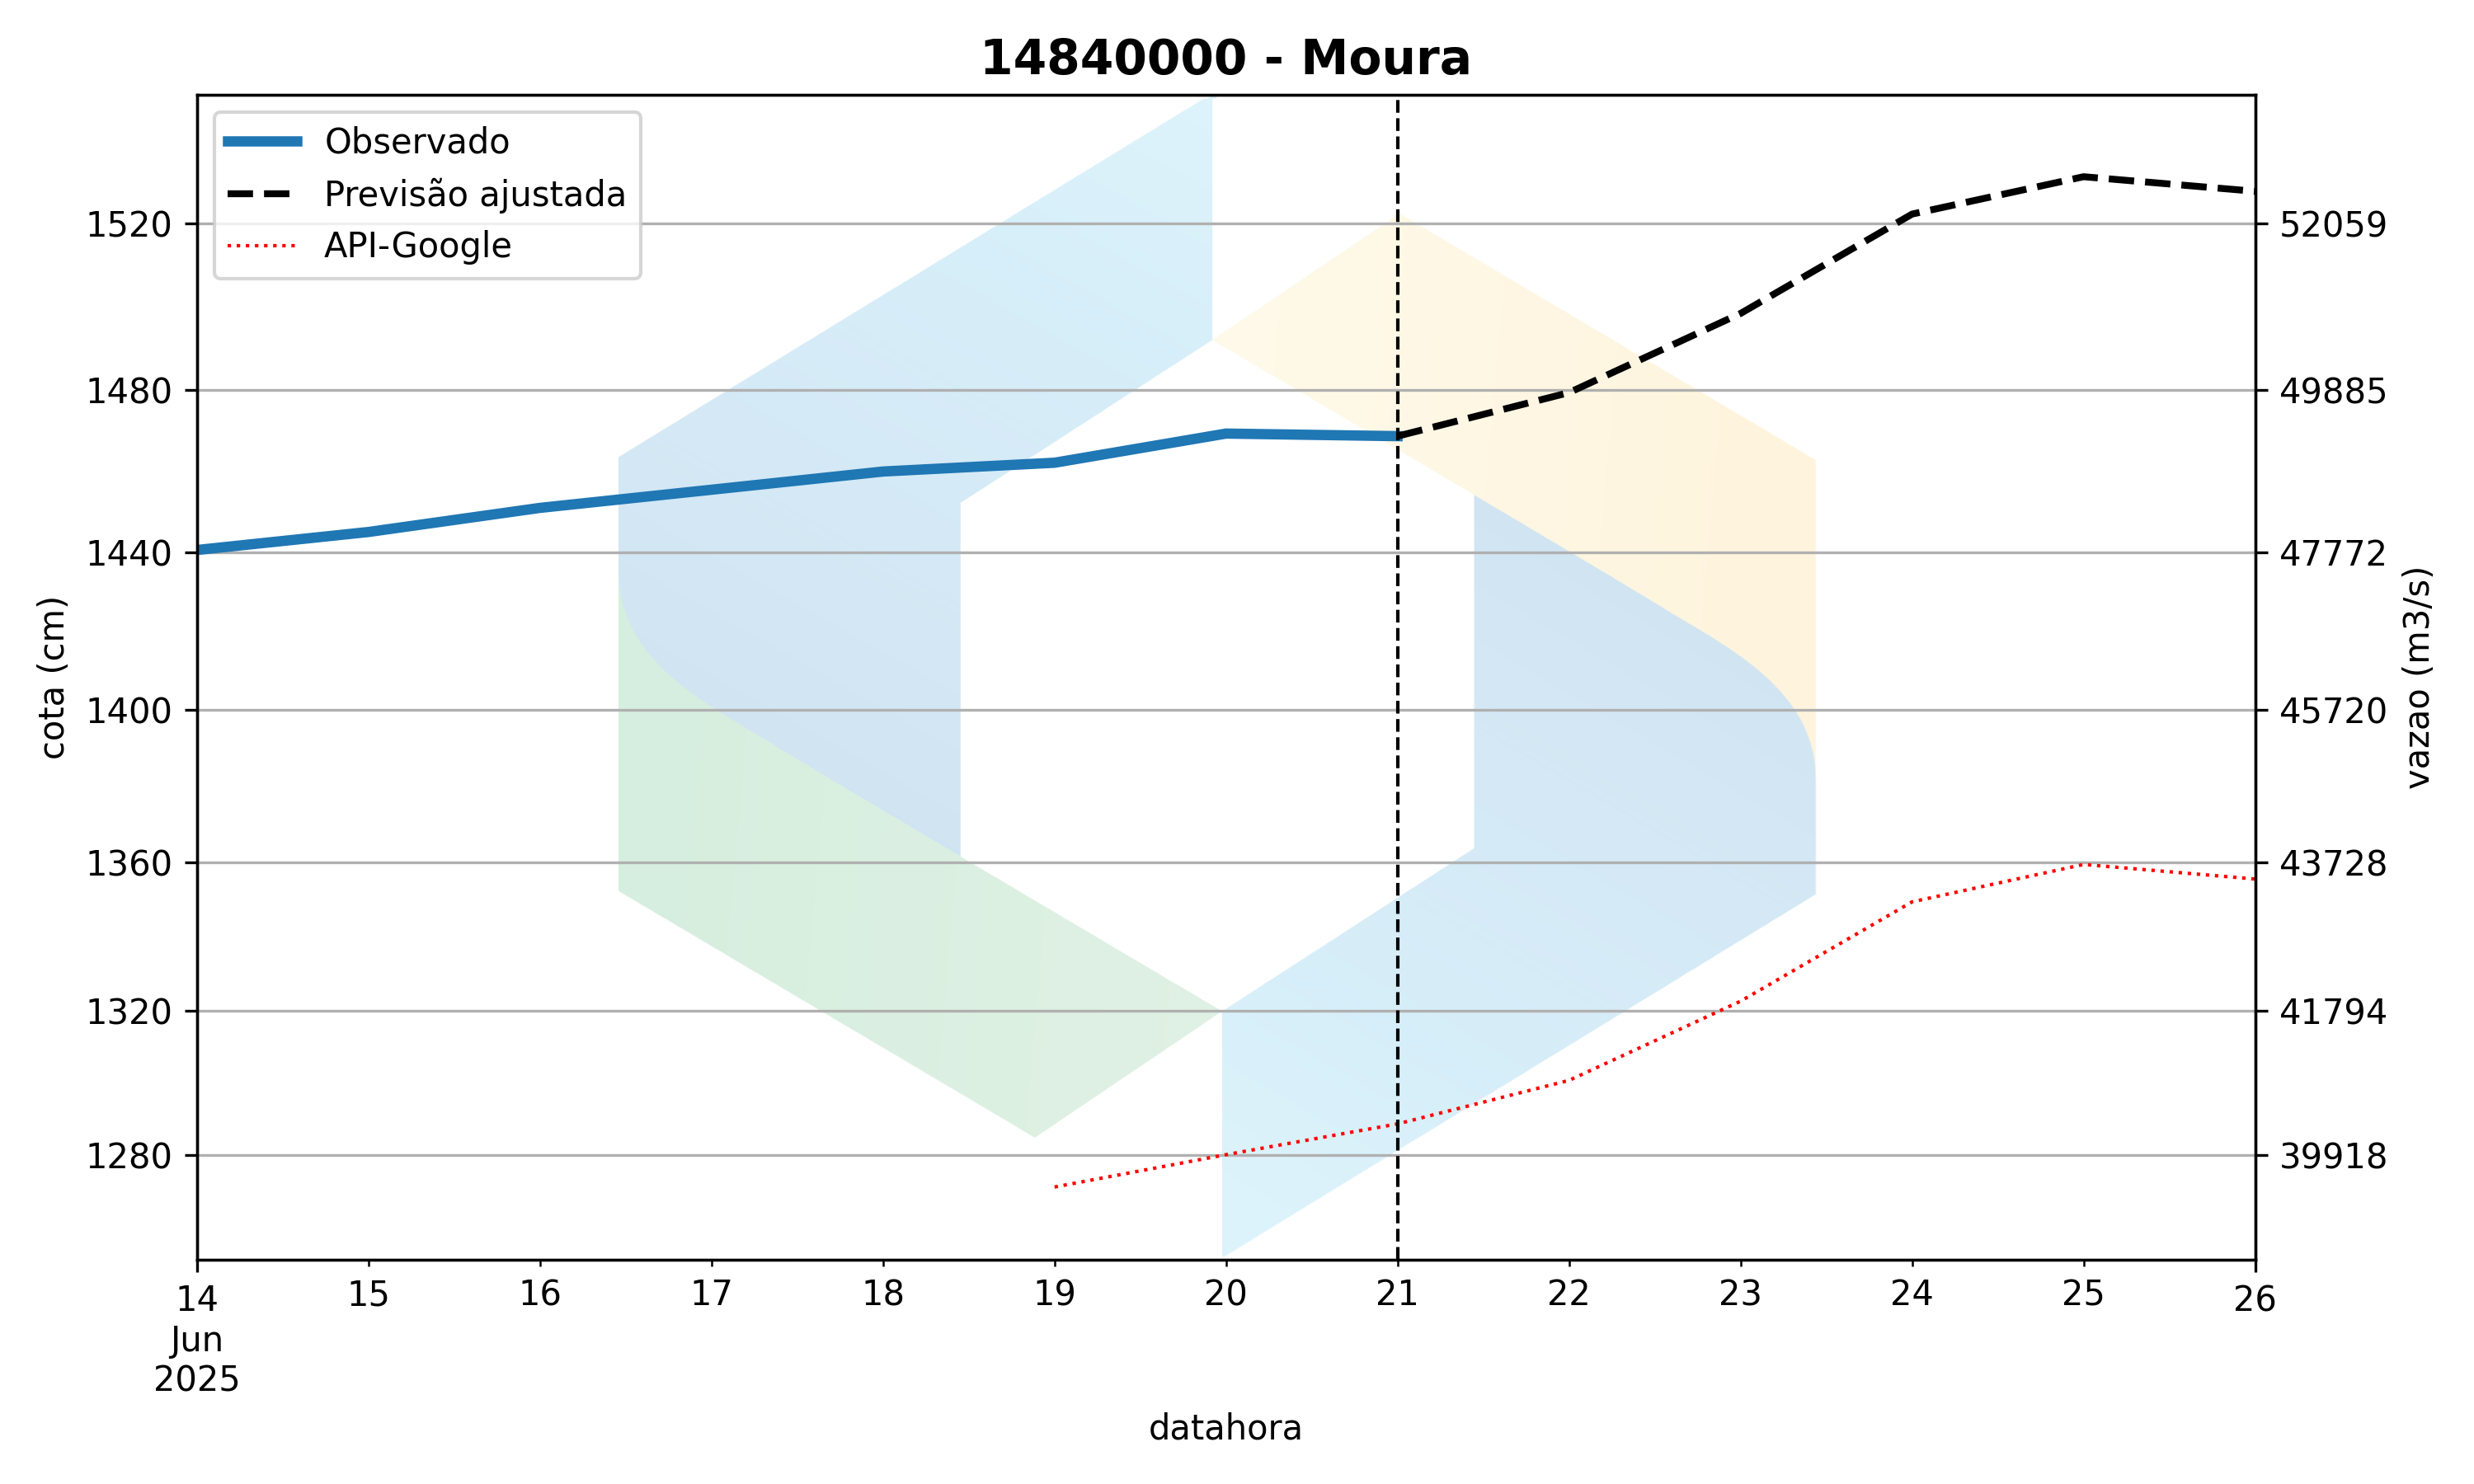 14840000 - Moura
Observado
Previsão ajustada
API-Google
1520
1480
1440
1400
1360
1320
1280
cota (cm)
52059
49885
47772
45720
43728
41794
39918
vazao (m3/s)
14 15 16 17 18 19 20 21 22 23 24 25 26
Jun
2025
datahora